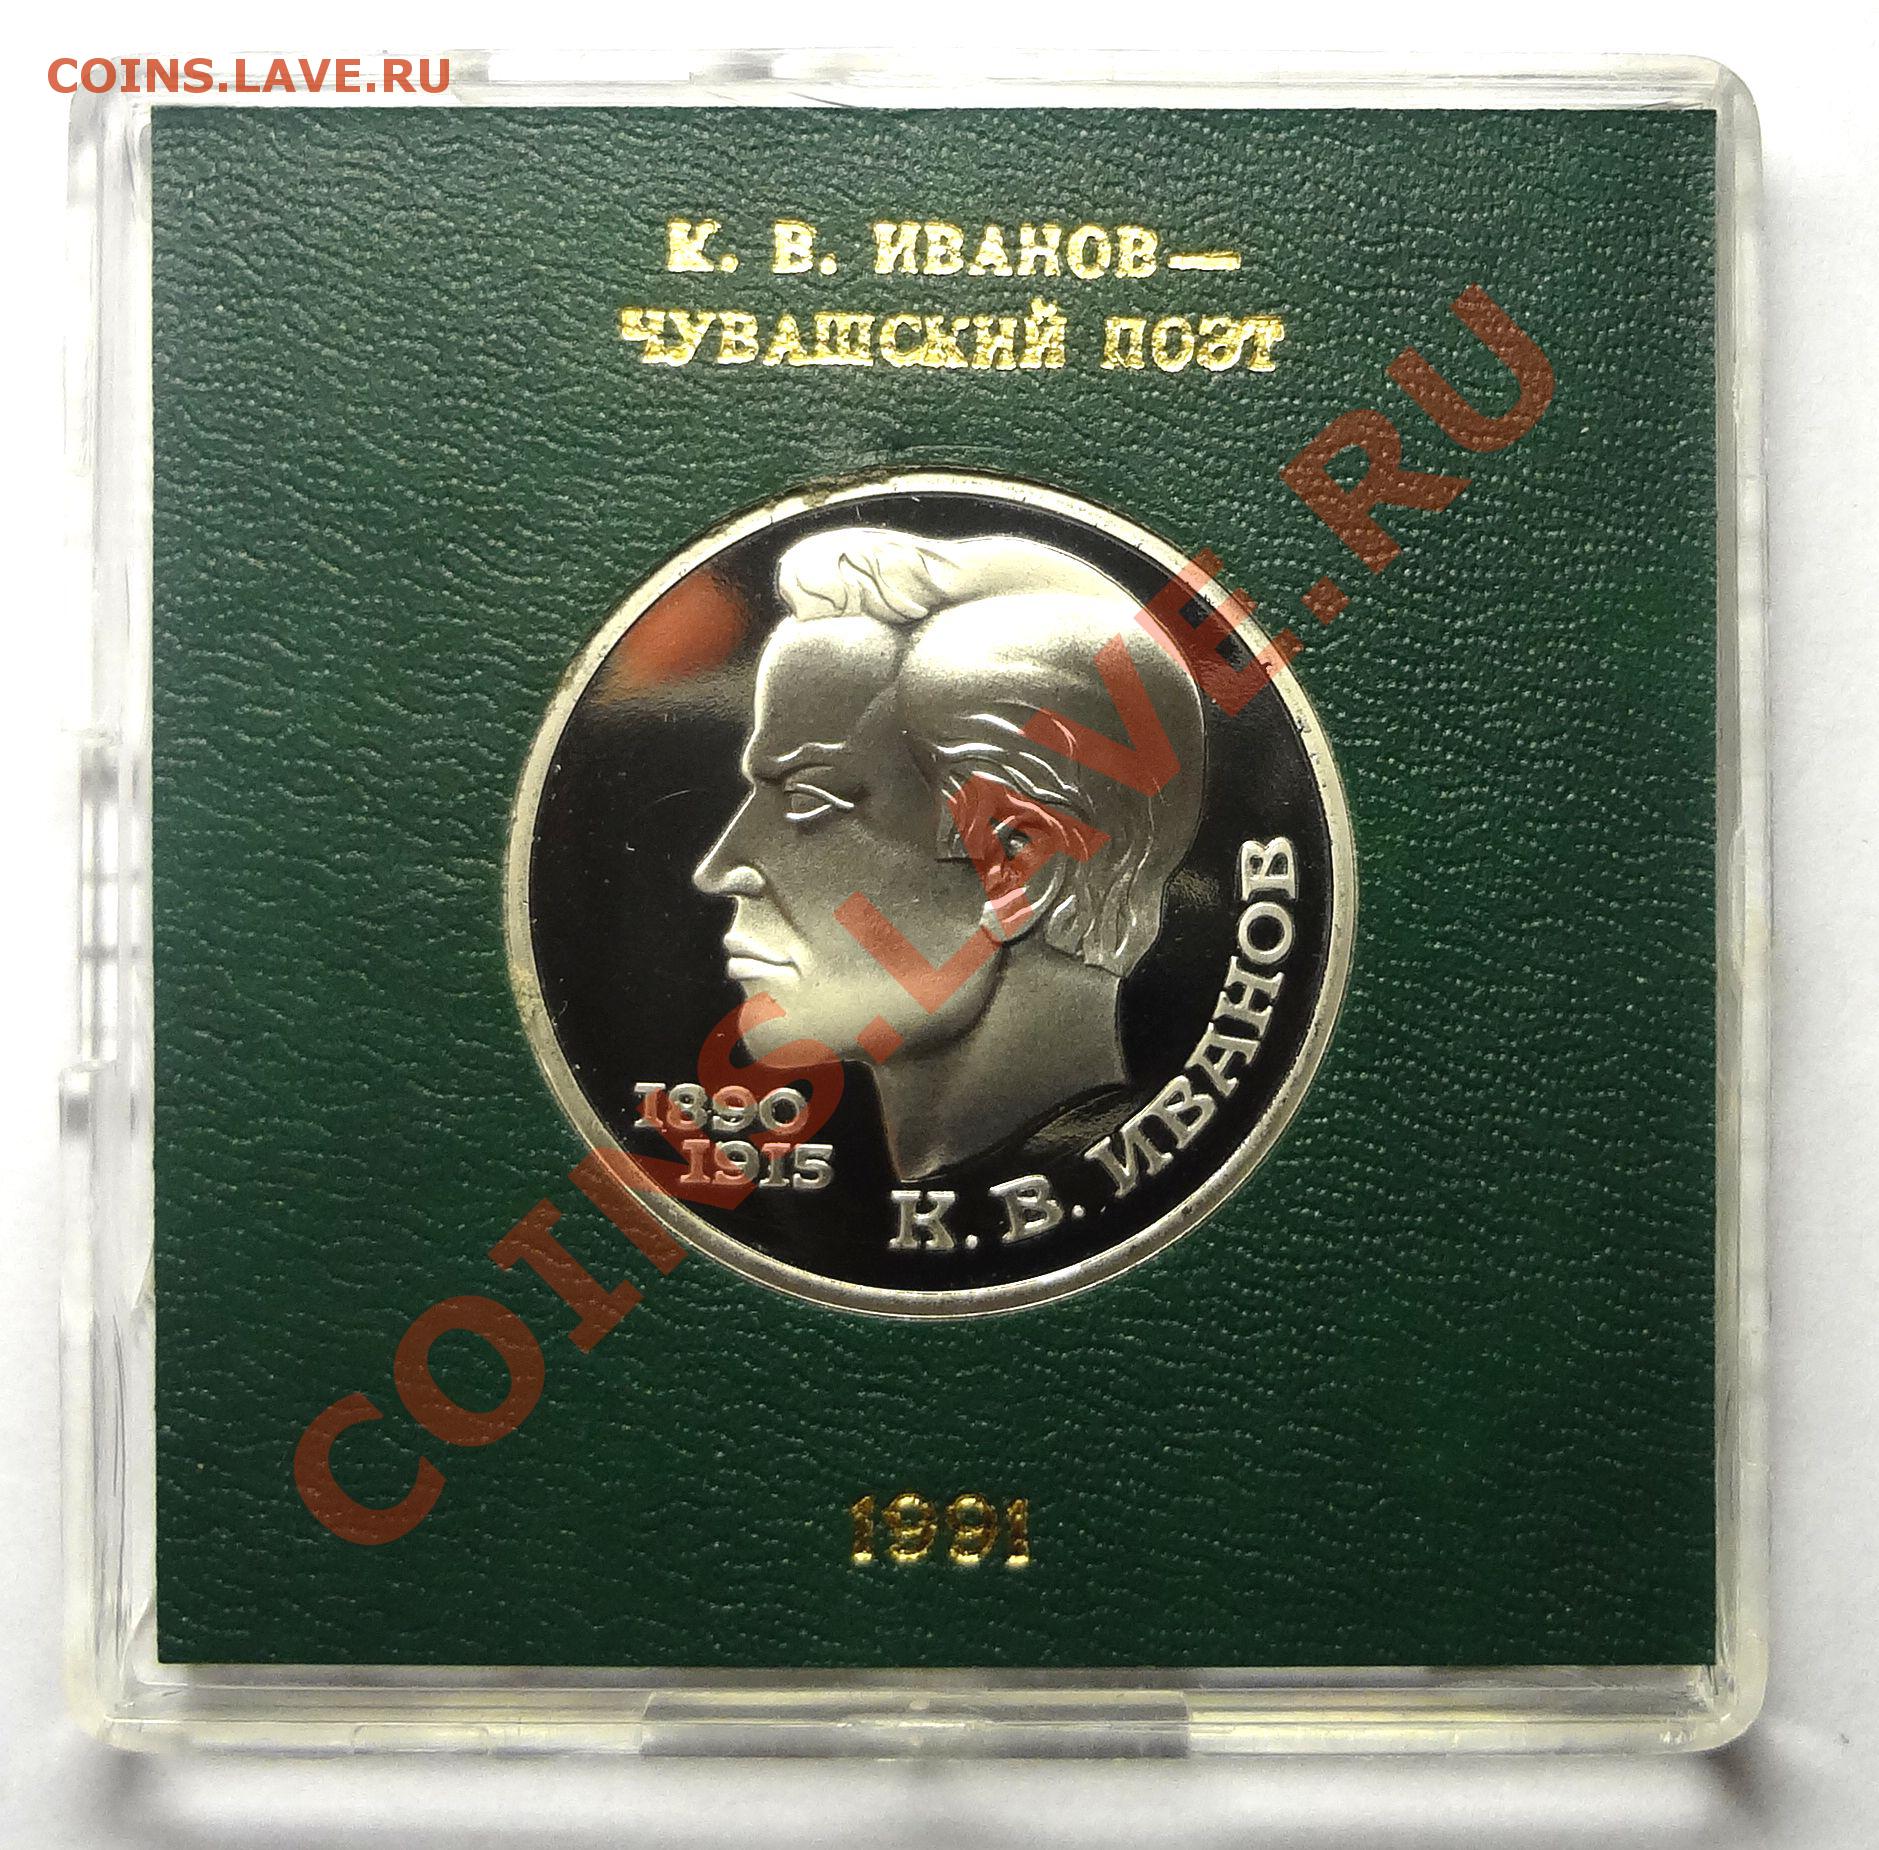 COINS.LAVE.RU
К. В. ИВАНОВ—
ЧУВАШСКИЙ ПОЭТ
1890
1915
К. В. ИВАНОВ
1991
COINS.LAVE.RU